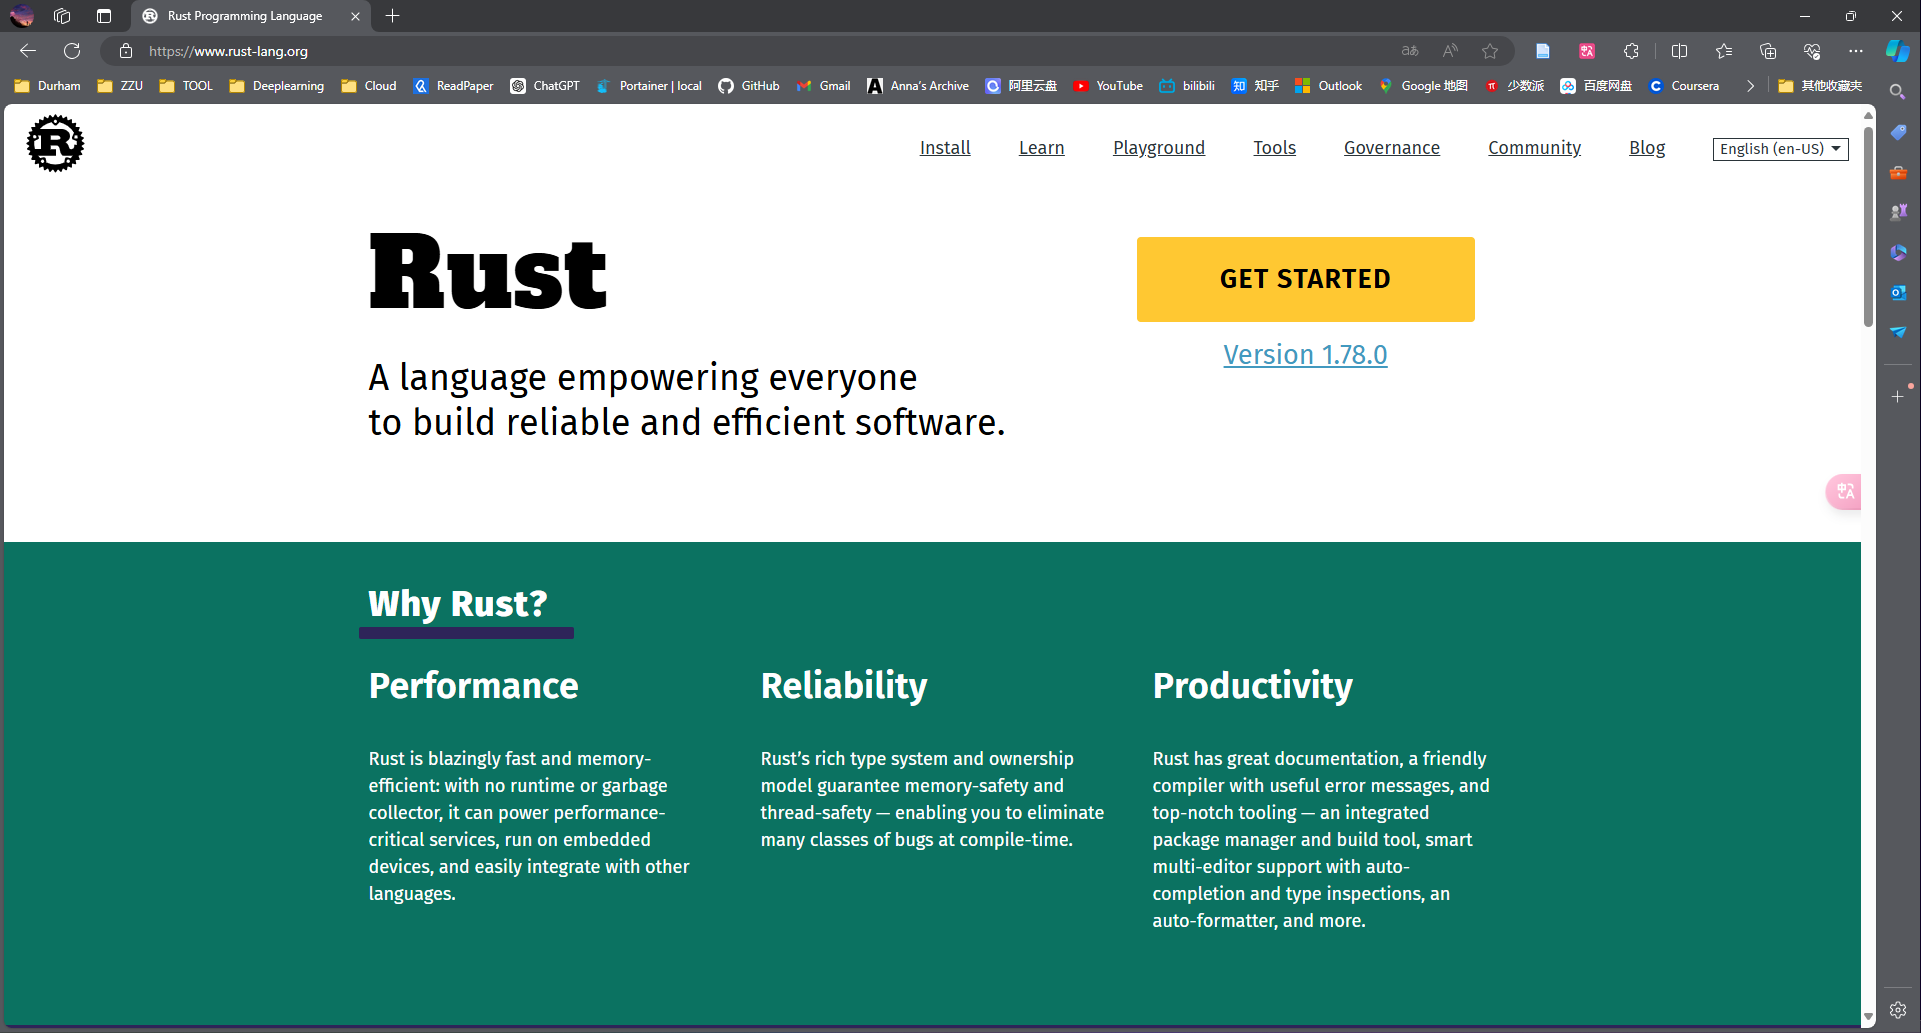 Rust Programming Language
https://www.rust-lang.org
Durham ZZU TOOL Deeplearning Cloud ReadPaper ChatGPT Portainer | local GitHub Gmail Anna's Archive 阿里云盘 YouTube bilibili 知乎 Outlook Google 地图 少数派 百度网盘 Coursera 其他收藏夹
Install Learn Playground Tools Governance Community Blog English (en-US)
Rust
A language empowering everyone
to build reliable and efficient software.
GET STARTED
Version 1.78.0
Why Rust?
Performance
Rust is blazingly fast and memory-
efficient: with no runtime or garbage
collector, it can power performance-
critical services, run on embedded
devices, and easily integrate with other
languages.
Reliability
Rust’s rich type system and ownership
model guarantee memory-safety and
thread-safety — enabling you to eliminate
many classes of bugs at compile-time.
Productivity
Rust has great documentation, a friendly
compiler with useful error messages, and
top-notch tooling — an integrated
package manager and build tool, smart
multi-editor support with auto-
completion and type inspections, an
auto-formatter, and more.